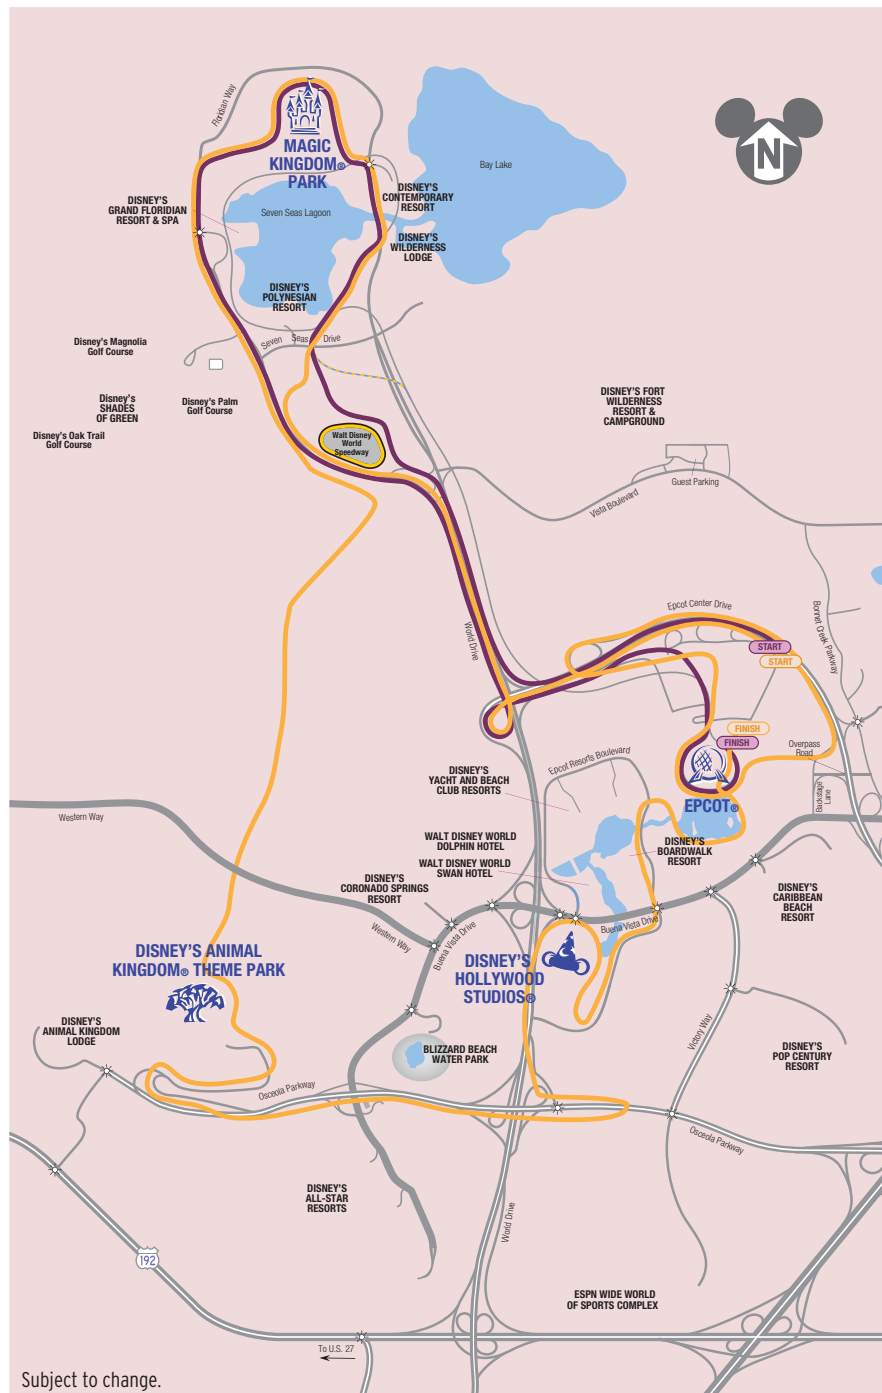 Floridian Way
MAGIC
KINGDOM®
PARK
N
Bay Lake
DISNEY'S
CONTEMPORARY
RESORT
DISNEY'S
GRAND FLORIDIAN
RESORT & SPA
Seven Seas Lagoon
DISNEY'S
WILDERNESS
LODGE
DISNEY'S
POLYNESIAN
RESORT
Seven Seas Drive
Disney's Magnolia
Golf Course
Disney's
SHADES
OF GREEN
Disney's Palm
Golf Course
Disney's Oak Trail
Golf Course
Walt Disney
World
Speedway
DISNEY'S FORT
WILDERNESS
RESORT &
CAMPGROUND
Guest Parking
Vista Boulevard
World Drive
Epcot Center Drive
Bonnet Creek Parkway
START
START
FINISH
FINISH
Overpass
Road
Backstage
Lane
EPCOT®
Epcot Resorts Boulevard
DISNEY'S
YACHT AND BEACH
CLUB RESORTS
WALT DISNEY WORLD
DOLPHIN HOTEL
WALT DISNEY WORLD
SWAN HOTEL
DISNEY'S
BOARDWALK
RESORT
Western Way
DISNEY'S
CORONADO SPRINGS
RESORT
DISNEY'S
CARIBBEAN
BEACH
RESORT
Western Way
Buena Vista Drive
Buena Vista Drive
DISNEY'S ANIMAL
KINGDOM® THEME PARK
DISNEY'S
HOLLYWOOD
STUDIOS®
DISNEY'S
ANIMAL KINGDOM
LODGE
BLIZZARD BEACH
WATER PARK
Victory Way
DISNEY'S
POP CENTURY
RESORT
Osceola Parkway
Osceola Parkway
DISNEY'S
ALL-STAR
RESORTS
World Drive
192
ESPN WIDE WORLD
OF SPORTS COMPLEX
To U.S. 27
Subject to change.